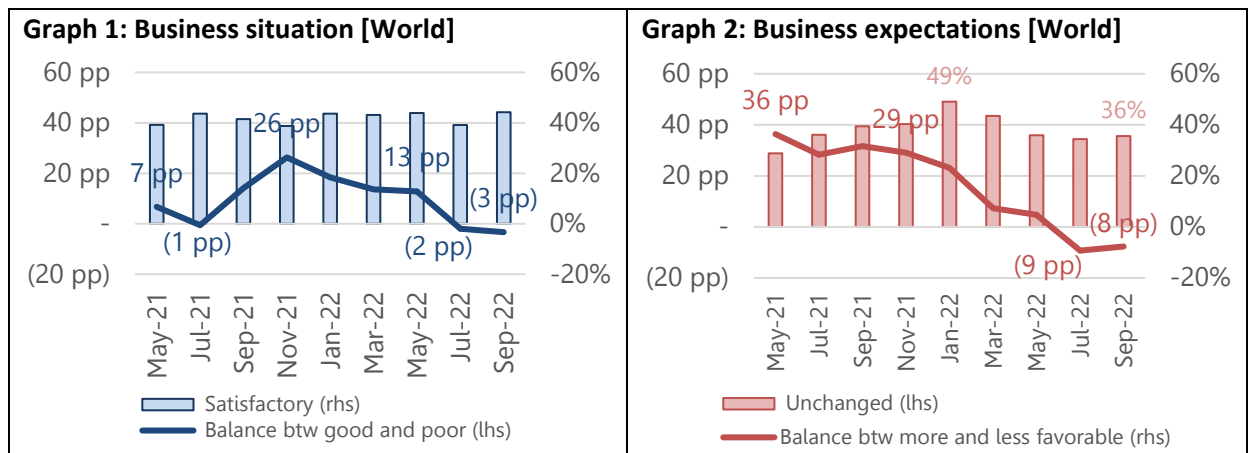 Graph 1: Business situation [World]
60 pp
40 pp
20 pp
-
(20 pp)
60%
40%
20%
0%
-20%
7 pp
(1 pp)
26 pp
13 pp
(2 pp)
(3 pp)
May-21
Jul-21
Sep-21
Nov-21
Jan-22
Mar-22
May-22
Jul-22
Sep-22
Satisfactory (rhs)
Balance btw good and poor (lhs)
Graph 2: Business expectations [World]
60 pp
40 pp
20 pp
-
(20 pp)
60%
40%
20%
0%
-20%
36 pp
29 pp
49%
(9 pp)
36%
(8 pp)
May-21
Jul-21
Sep-21
Nov-21
Jan-22
Mar-22
May-22
Jul-22
Sep-22
Unchanged (lhs)
Balance btw more and less favorable (rhs)